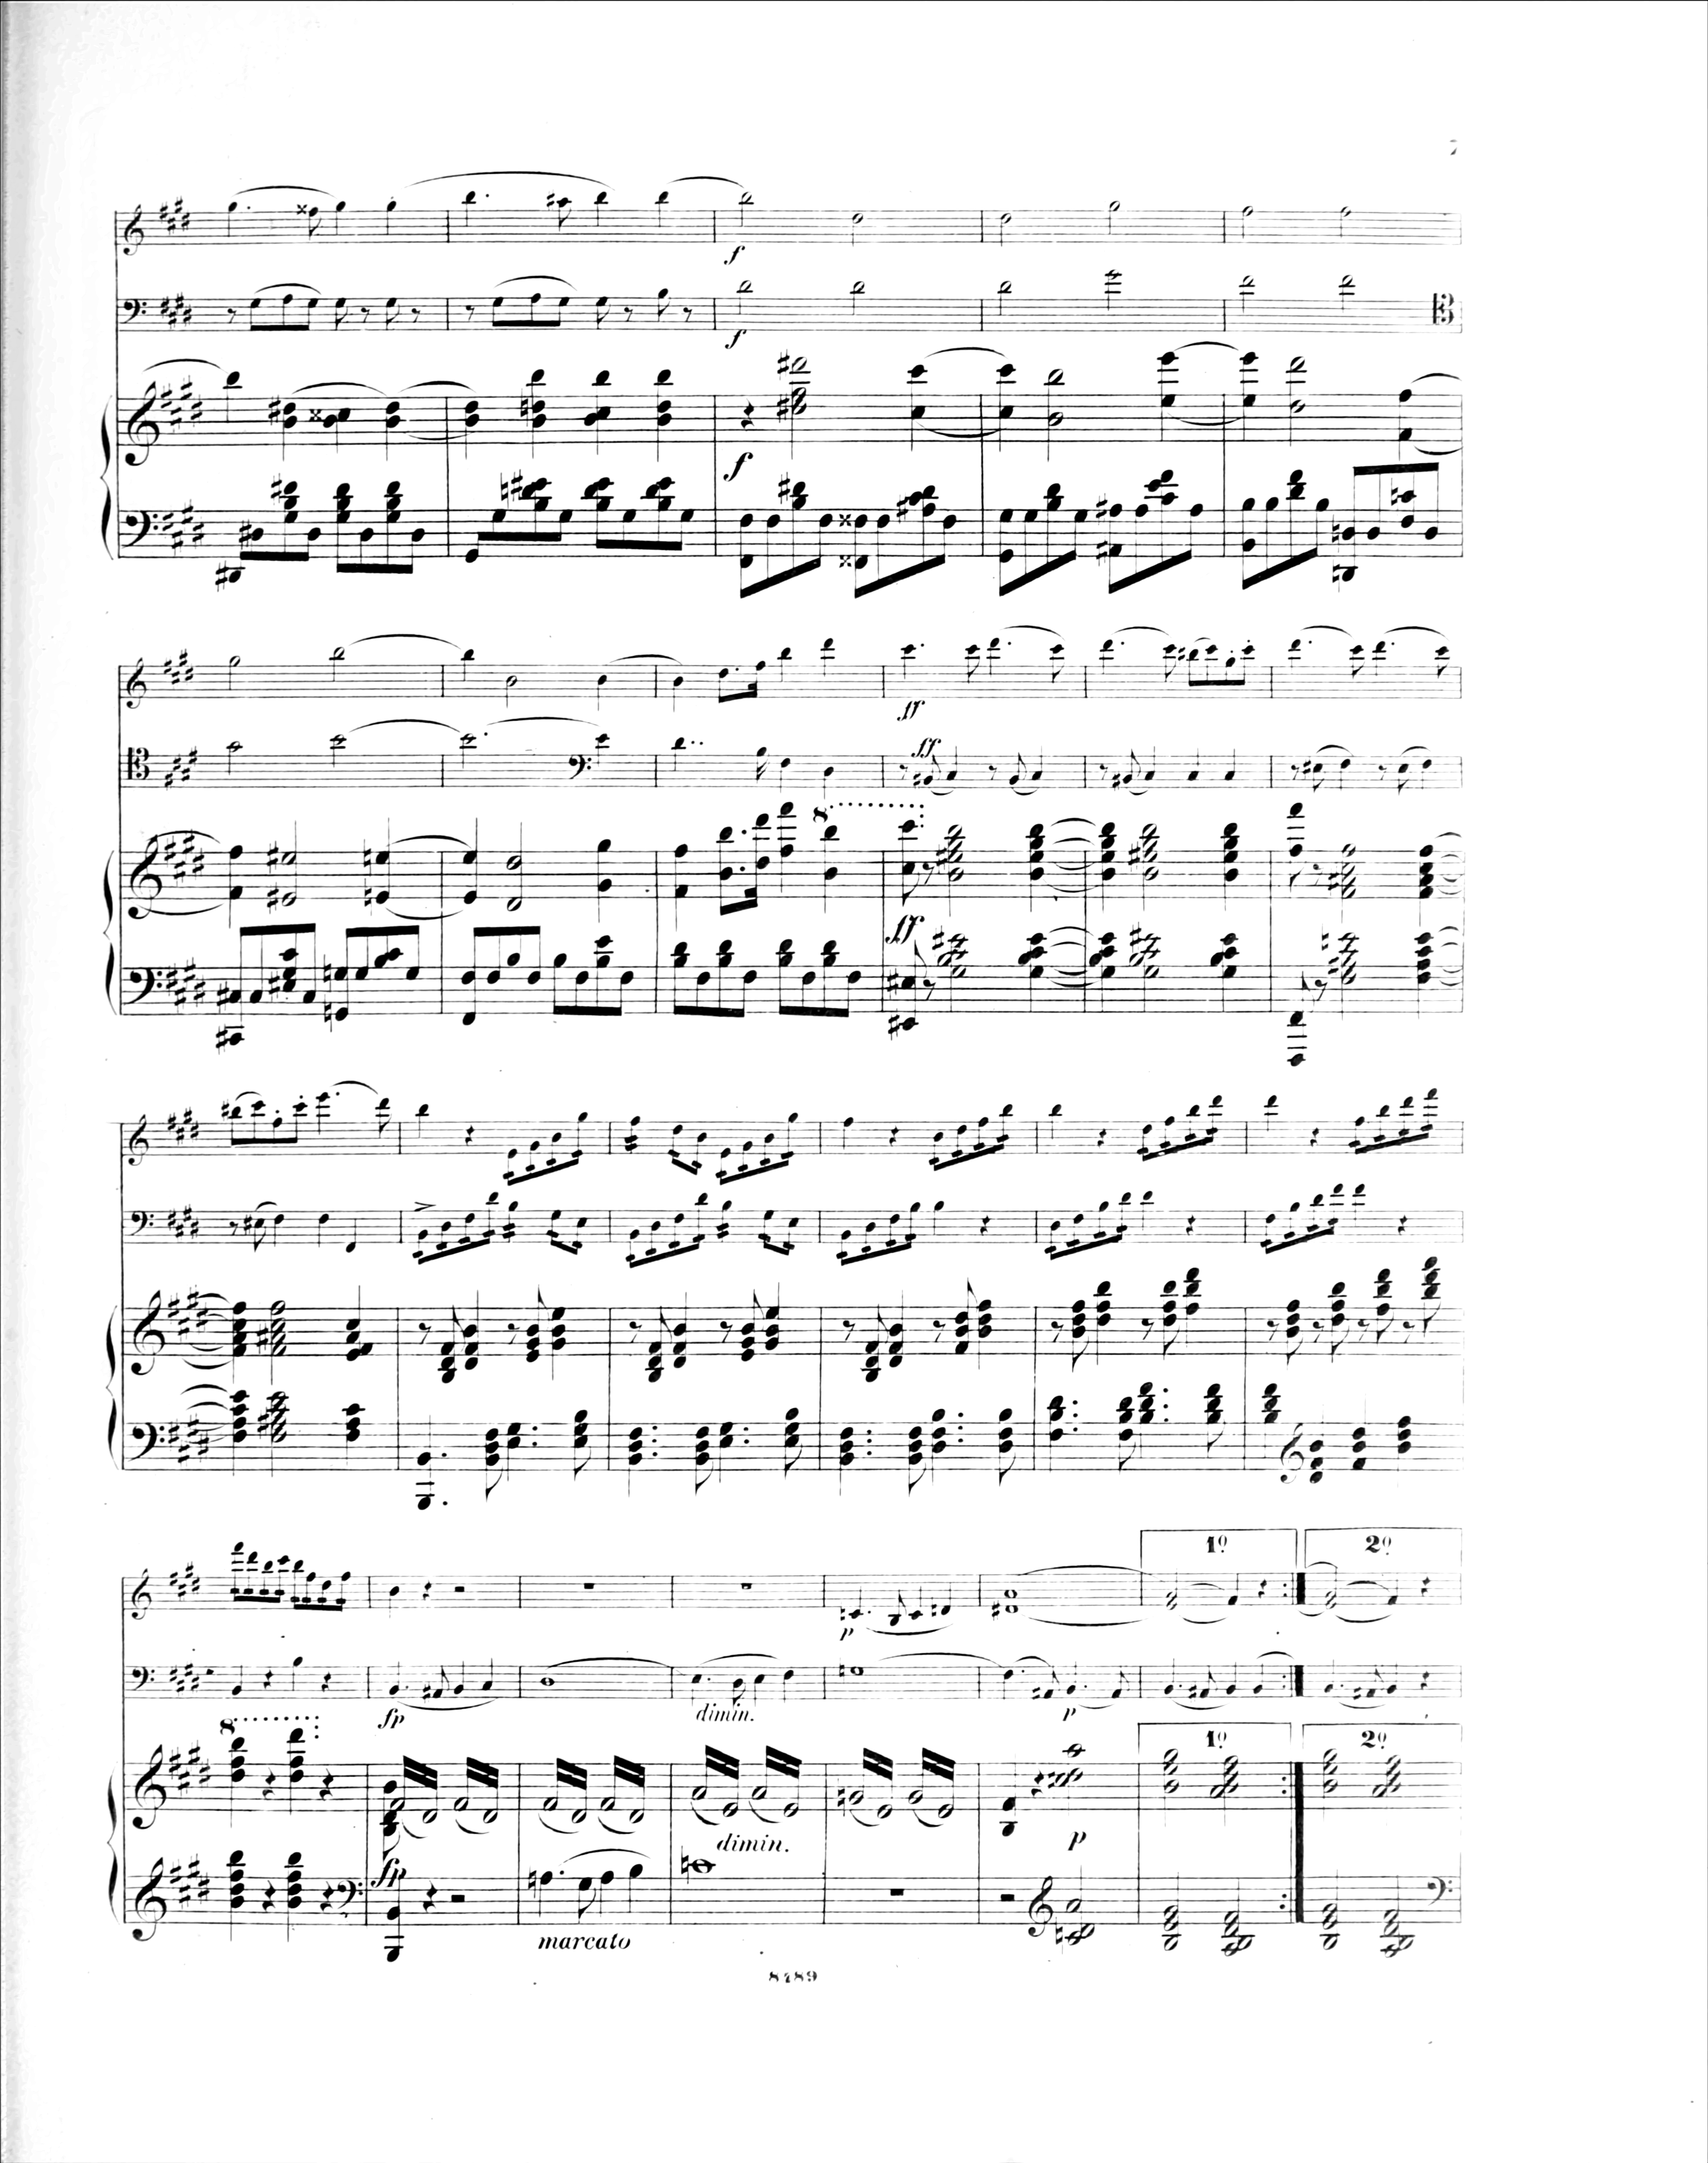 7
f
f
f
ff
ff
8
ff
1º 2º
p
fp dimin. p
8 1º 2º
fp dimin. p
marcato
8489